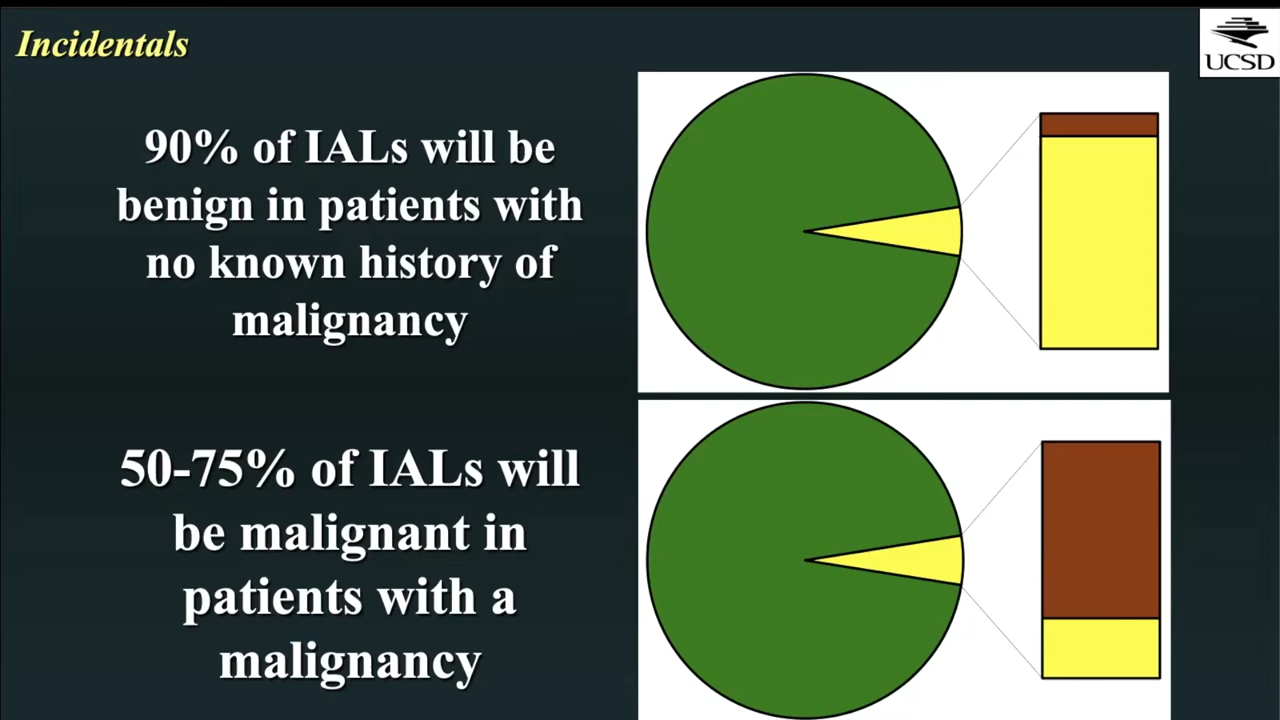 Incidentals
UCSD
90% of IALs will be
benign in patients with
no known history of
malignancy
50-75% of IALs will
be malignant in
patients with a
malignancy